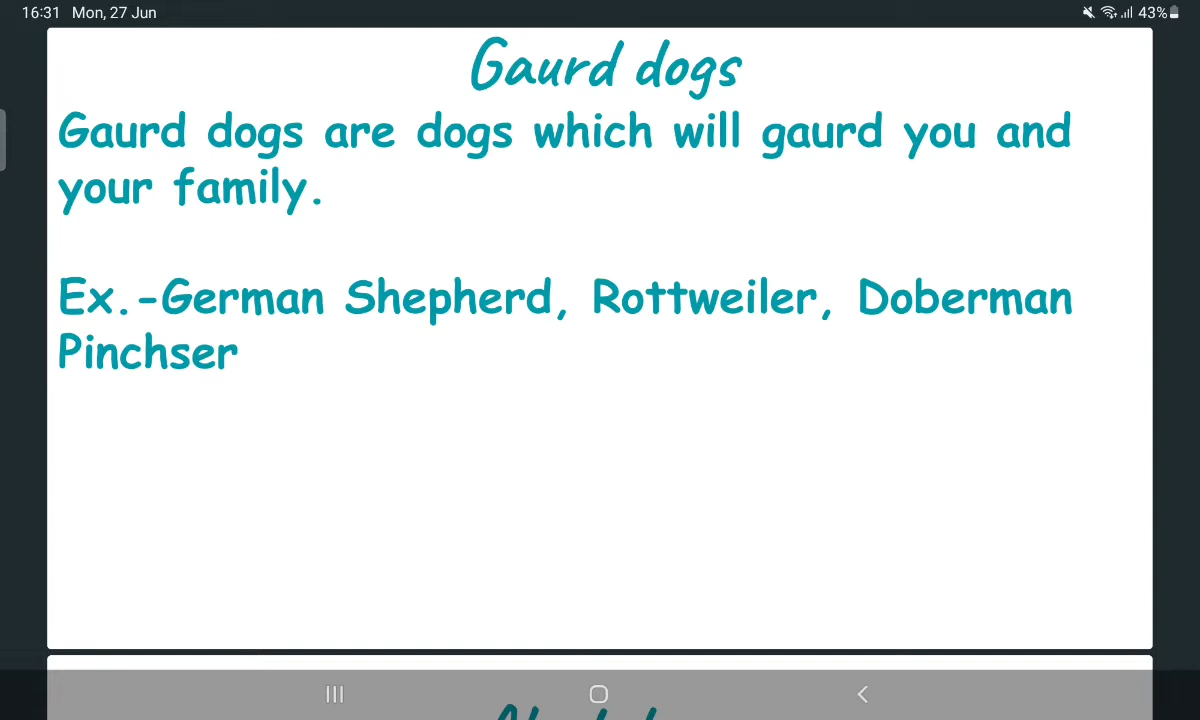 16:31 Mon, 27 Jun
43%
Gaurd dogs
Gaurd dogs are dogs which will gaurd you and
your family.
Ex.-German Shepherd, Rottweiler, Doberman
Pinchser